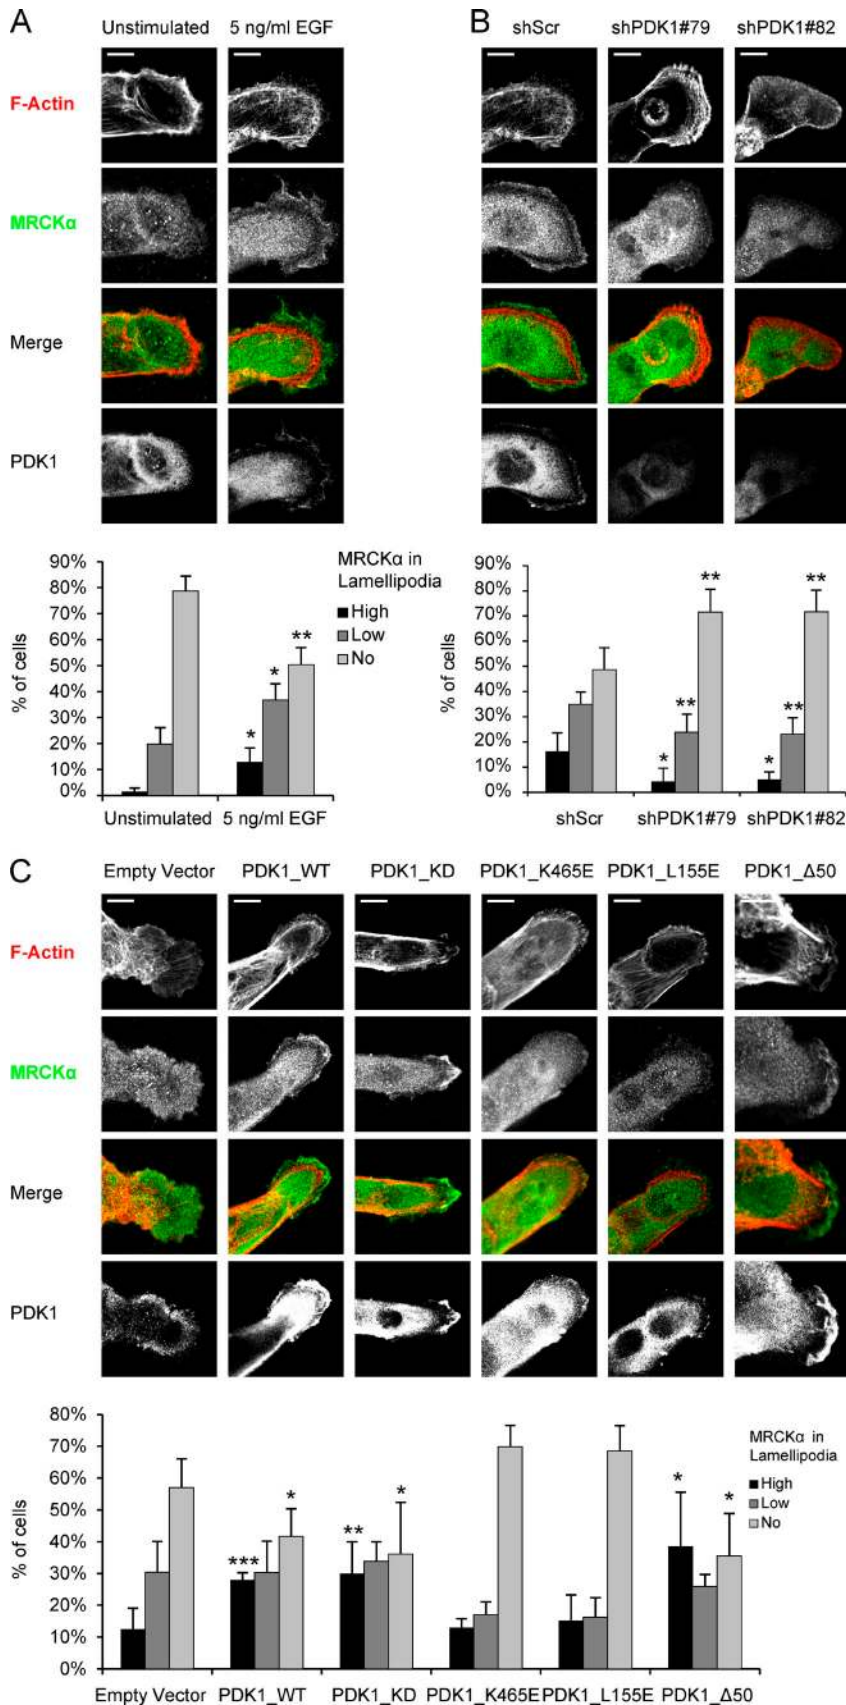 A
Unstimulated 5 ng/ml EGF
F-Actin
MRCKα
Merge
PDK1
90%
80%
70%
60%
50%
40%
30%
20%
10%
0%
% of cells
* * **
Unstimulated 5 ng/ml EGF
MRCKα in
Lamellipodia
High
Low
No
B
shScr shPDK1#79 shPDK1#82
90%
80%
70%
60%
50%
40%
30%
20%
10%
0%
% of cells
* ** ** * ** **
shScr shPDK1#79 shPDK1#82
C
Empty Vector PDK1_WT PDK1_KD PDK1_K465E PDK1_L155E PDK1_Δ50
F-Actin
MRCKα
Merge
PDK1
80%
70%
60%
50%
40%
30%
20%
10%
0%
% of cells
*** * ** * * *
MRCKα in
Lamellipodia
High
Low
No
Empty Vector PDK1_WT PDK1_KD PDK1_K465E PDK1_L155E PDK1_Δ50